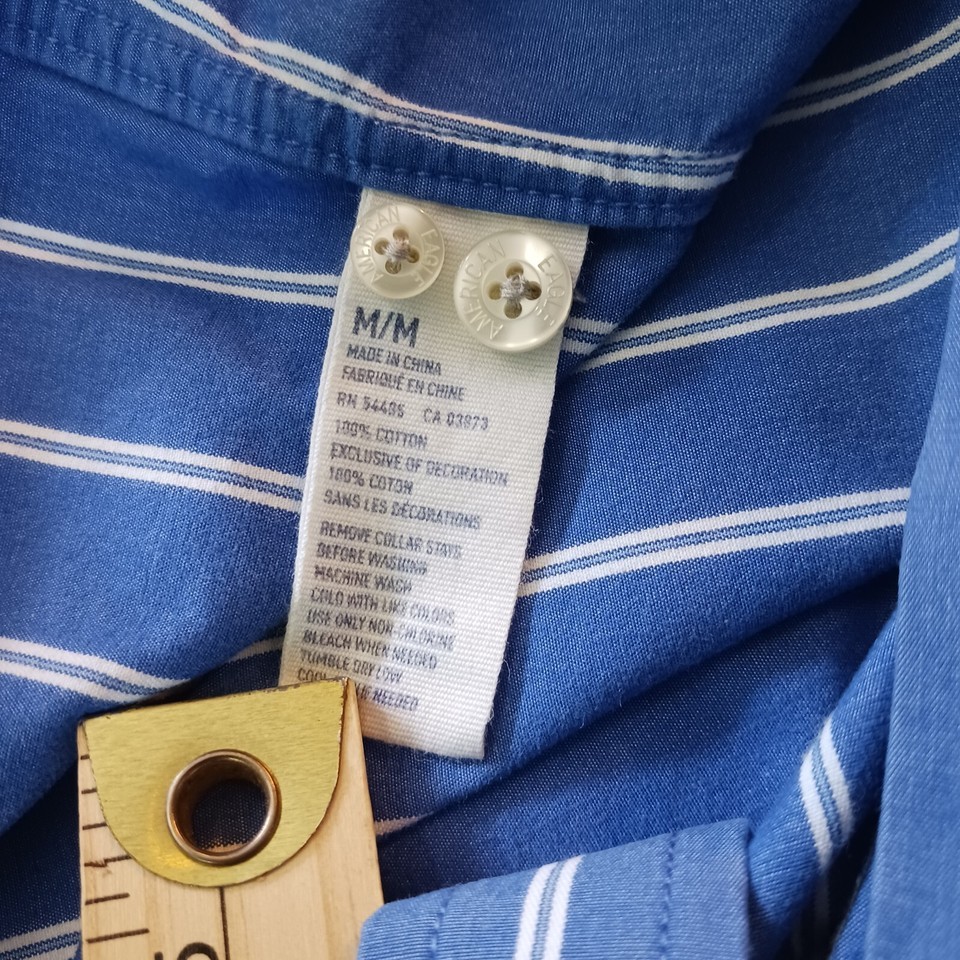 AMERICAN EAGLE
AMERICAN EAGLE
M/M
MADE IN CHINA
FABRIQUÉ EN CHINE
RN 54485 CA 03873
100% COTTON
EXCLUSIVE OF DECORATION
100% COTON
SANS LES DÉCORATIONS
REMOVE COLLAR STAYS
BEFORE WASHING
MACHINE WASH
COLD WITH LIKE COLORS
USE ONLY NON-CHLORINE
BLEACH WHEN NEEDED
TUMBLE DRY LOW
NEEDED